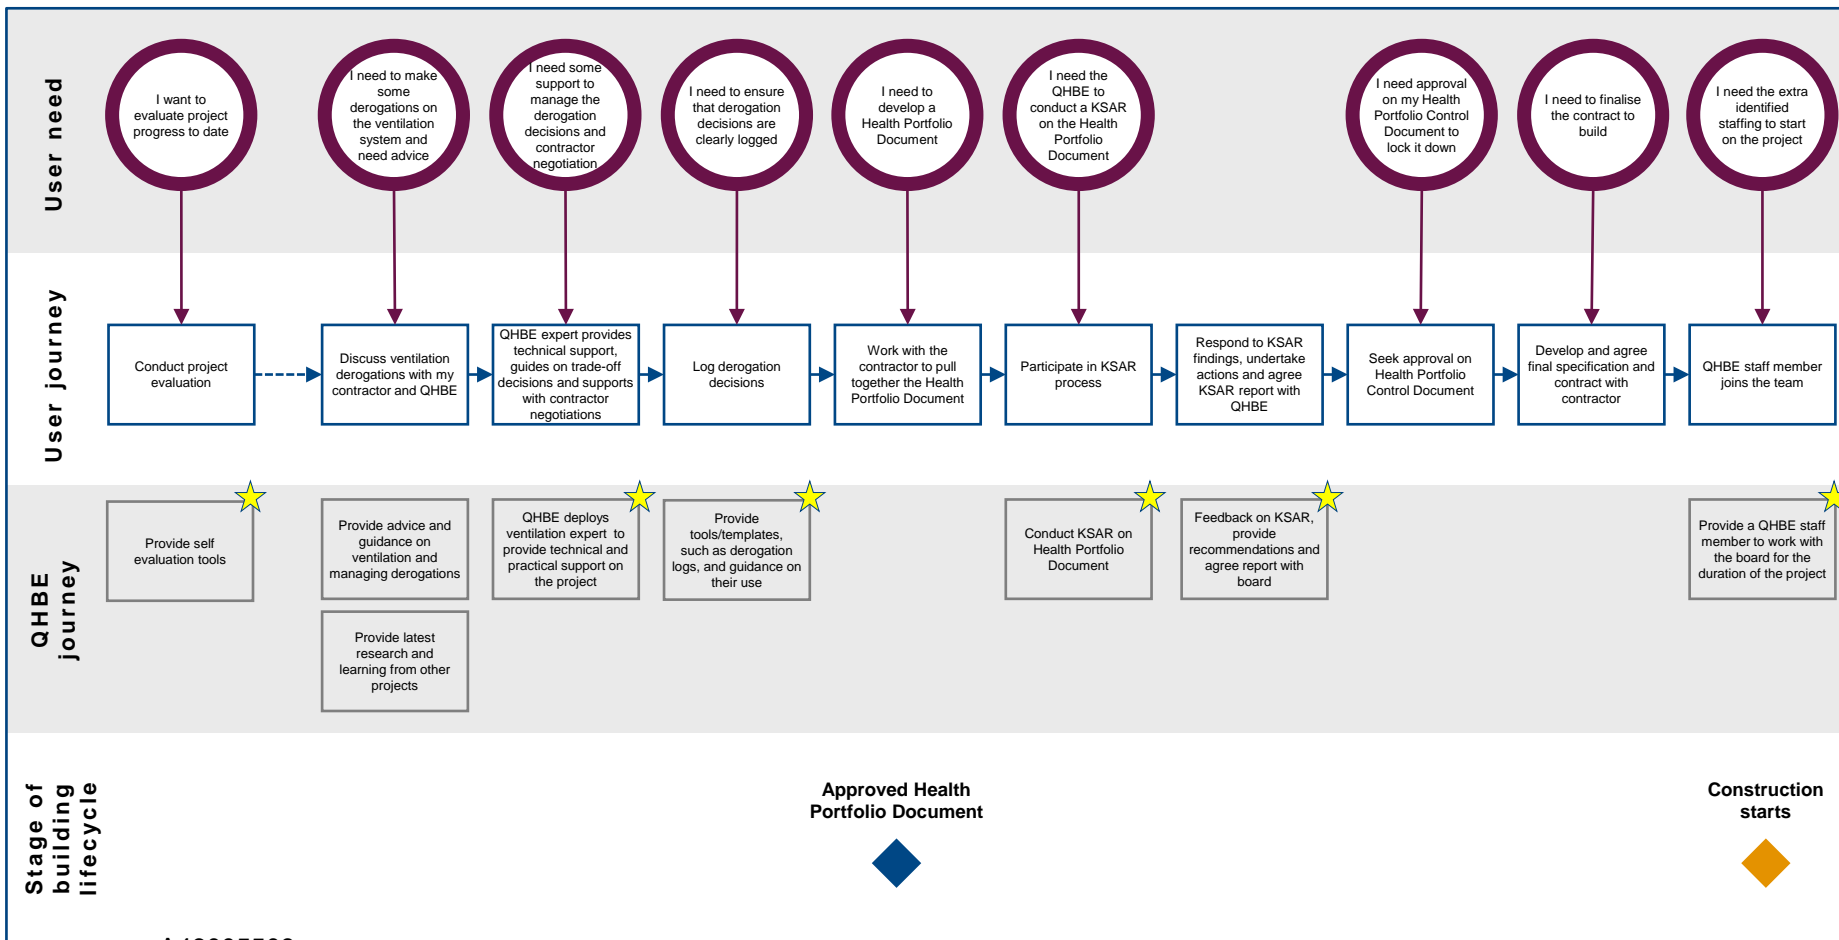 User need
I want to
evaluate project
progress to date
I need to make
some
derogations on
the ventilation
system and
need advice
I need some
support to
manage the
derogation
decisions and
contractor
negotiation
I need to ensure
that derogation
decisions are
clearly logged
I need to
develop a
Health Portfolio
Document
I need the
QHBE to
conduct a KSAR
on the Health
Portfolio
Document
I need approval
on my Health
Portfolio Control
Document to
lock it down
I need to finalise
the contract to
build
I need the extra
identified
staffing to start
on the project
User journey
Conduct project
evaluation
Discuss ventilation
derogations with my
contractor and QHBE
QHBE expert provides
technical support,
guides on trade-off
decisions and supports
with contractor
negotiations
Log derogation
decisions
Work with the
contractor to pull
together the Health
Portfolio Document
Participate in KSAR
process
Respond to KSAR
findings, undertake
actions and agree
KSAR report with
QHBE
Seek approval on
Health Portfolio
Control Document
Develop and agree
final specification and
contract with
contractor
QHBE staff member
joins the team
QHBE
journey
Provide self
evaluation tools
Provide advice and
guidance on
ventilation and
managing derogations
Provide latest
research and
learning from other
projects
QHBE deploys
ventilation expert to
provide technical and
practical support on
the project
Provide
tools/templates,
such as derogation
logs, and guidance on
their use
Conduct KSAR on
Health Portfolio
Document
Feedback on KSAR,
provide
recommendations and
agree report with
board
Provide a QHBE staff
member to work with
the board for the
duration of the project
Stage of
building
lifecycle
Approved Health
Portfolio Document
Construction
starts